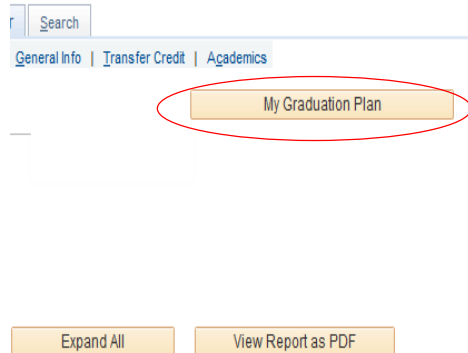 Search
General Info | Transfer Credit | Academics
My Graduation Plan
Expand All View Report as PDF